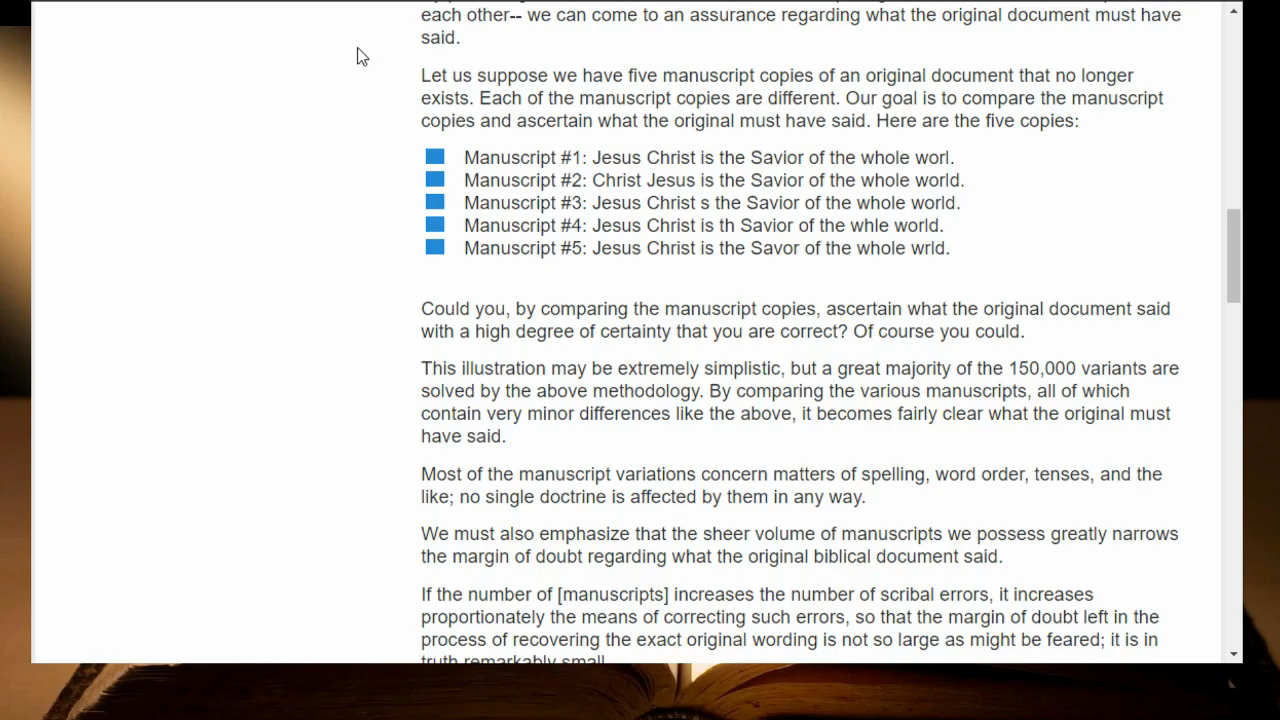 each other-- we can come to an assurance regarding what the original document must have
said.
Let us suppose we have five manuscript copies of an original document that no longer
exists. Each of the manuscript copies are different. Our goal is to compare the manuscript
copies and ascertain what the original must have said. Here are the five copies:
Manuscript #1: Jesus Christ is the Savior of the whole worl.
Manuscript #2: Christ Jesus is the Savior of the whole world.
Manuscript #3: Jesus Christ s the Savior of the whole world.
Manuscript #4: Jesus Christ is th Savior of the whle world.
Manuscript #5: Jesus Christ is the Savor of the whole wrld.
Could you, by comparing the manuscript copies, ascertain what the original document said
with a high degree of certainty that you are correct? Of course you could.
This illustration may be extremely simplistic, but a great majority of the 150,000 variants are
solved by the above methodology. By comparing the various manuscripts, all of which
contain very minor differences like the above, it becomes fairly clear what the original must
have said.
Most of the manuscript variations concern matters of spelling, word order, tenses, and the
like; no single doctrine is affected by them in any way.
We must also emphasize that the sheer volume of manuscripts we possess greatly narrows
the margin of doubt regarding what the original biblical document said.
If the number of [manuscripts] increases the number of scribal errors, it increases
proportionately the means of correcting such errors, so that the margin of doubt left in the
process of recovering the exact original wording is not so large as might be feared; it is in
truth remarkably small.